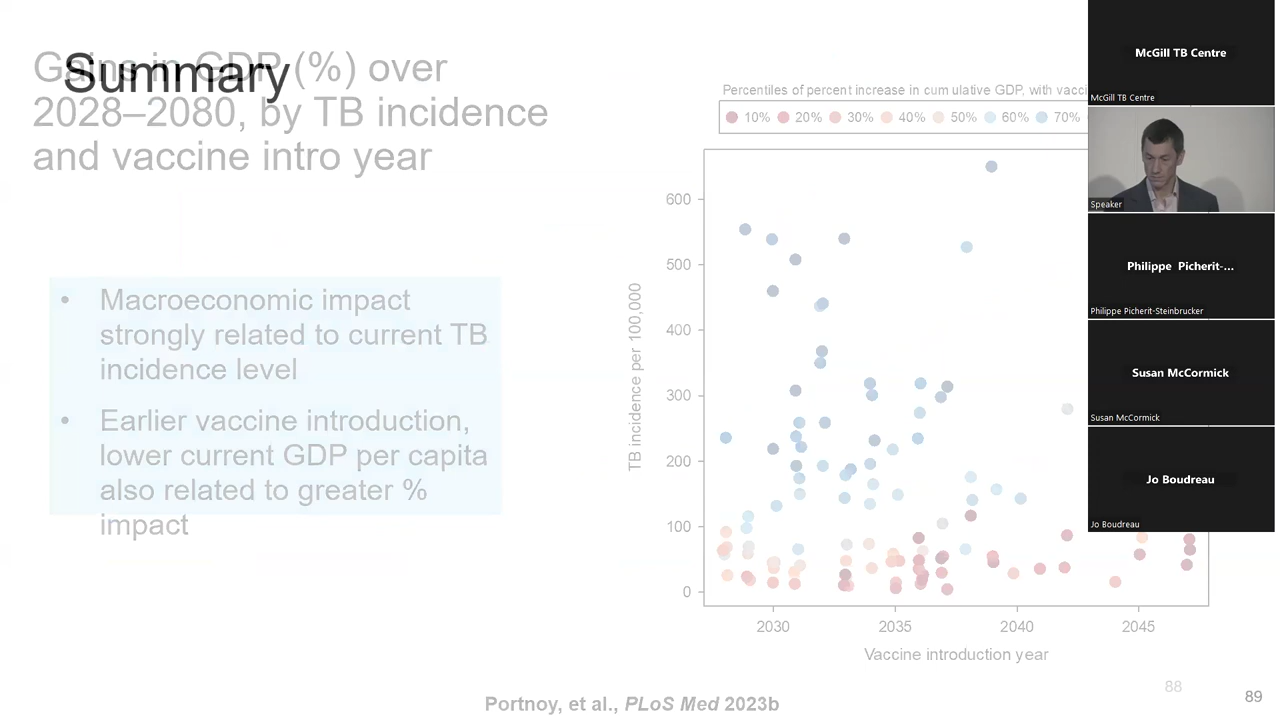 Gains in GDP (%) over
2028–2080, by TB incidence
and vaccine intro year
Summary
• Macroeconomic impact
strongly related to current TB
incidence level
• Earlier vaccine introduction,
lower current GDP per capita
also related to greater %
impact
Percentiles of percent increase in cumulative GDP, with vacci
10% 20% 30% 40% 50% 60% 70%
TB incidence per 100,000
600
500
400
300
200
100
0
2030 2035 2040 2045
Vaccine introduction year
Portnoy, et al., PLoS Med 2023b
88
89
McGill TB Centre
McGill TB Centre
Speaker
Philippe Picherit-...
Philippe Picherit-Steinbrucker
Susan McCormick
Susan McCormick
Jo Boudreau
Jo Boudreau